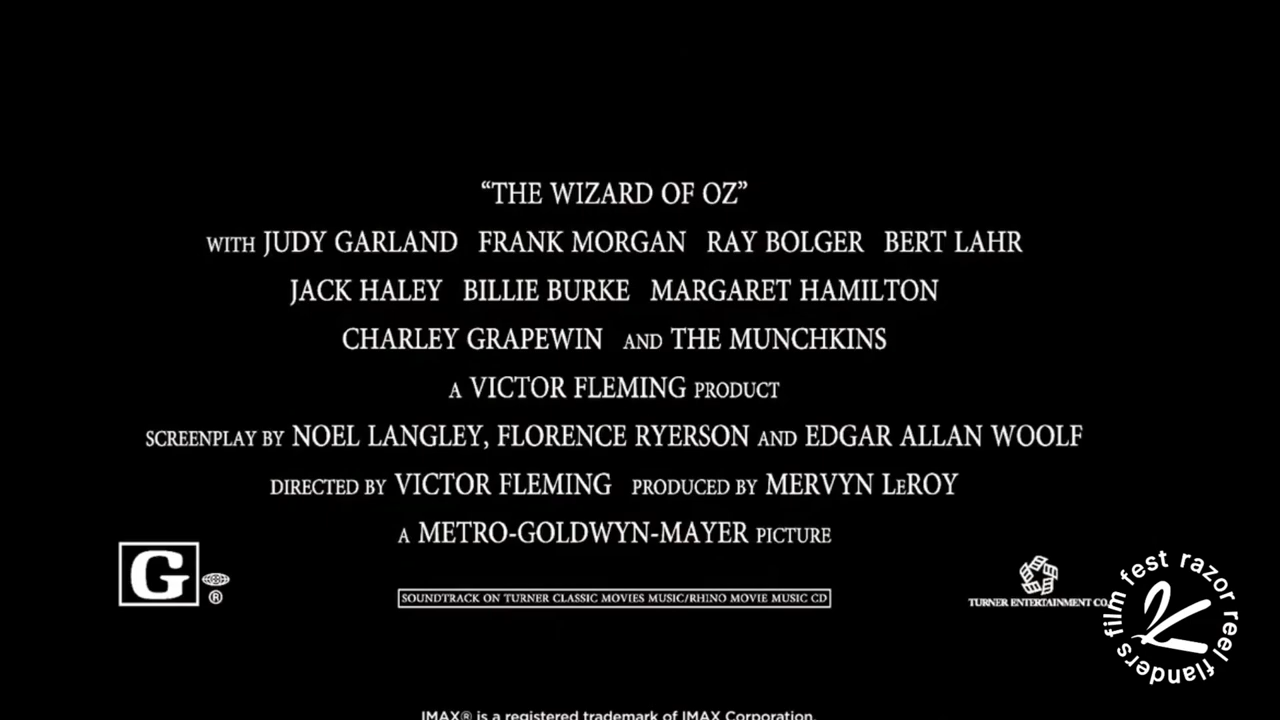 “THE WIZARD OF OZ”
WITH JUDY GARLAND FRANK MORGAN RAY BOLGER BERT LAHR
JACK HALEY BILLIE BURKE MARGARET HAMILTON
CHARLEY GRAPEWIN AND THE MUNCHKINS
A VICTOR FLEMING PRODUCT
SCREENPLAY BY NOEL LANGLEY, FLORENCE RYERSON AND EDGAR ALLAN WOOLF
DIRECTED BY VICTOR FLEMING PRODUCED BY MERVYN LEROY
A METRO-GOLDWYN-MAYER PICTURE
G ®
SOUNDTRACK ON TURNER CLASSIC MOVIES MUSIC/RHINO MOVIE MUSIC CD
TURNER ENTERTAINMENT CO.
film fest razor reel flanders
IMAX® is a registered trademark of IMAX Corporation.